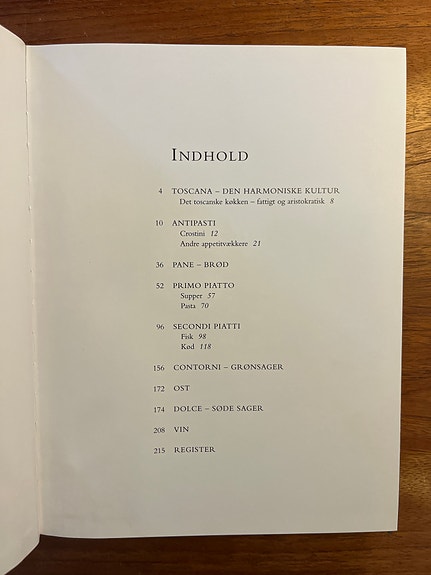 INDHOLD
4 TOSCANA – DEN HARMONISKE KULTUR
Det toscanske køkken – fattigt og aristokratisk 8
10 ANTIPASTI
Crostini 12
Andre appetitvækkere 21
36 PANE – BRØD
52 PRIMO PIATTO
Supper 57
Pasta 70
96 SECONDI PIATTI
Fisk 98
Kød 118
156 CONTORNI – GRØNSAGER
172 OST
174 DOLCE – SØDE SAGER
208 VIN
215 REGISTER